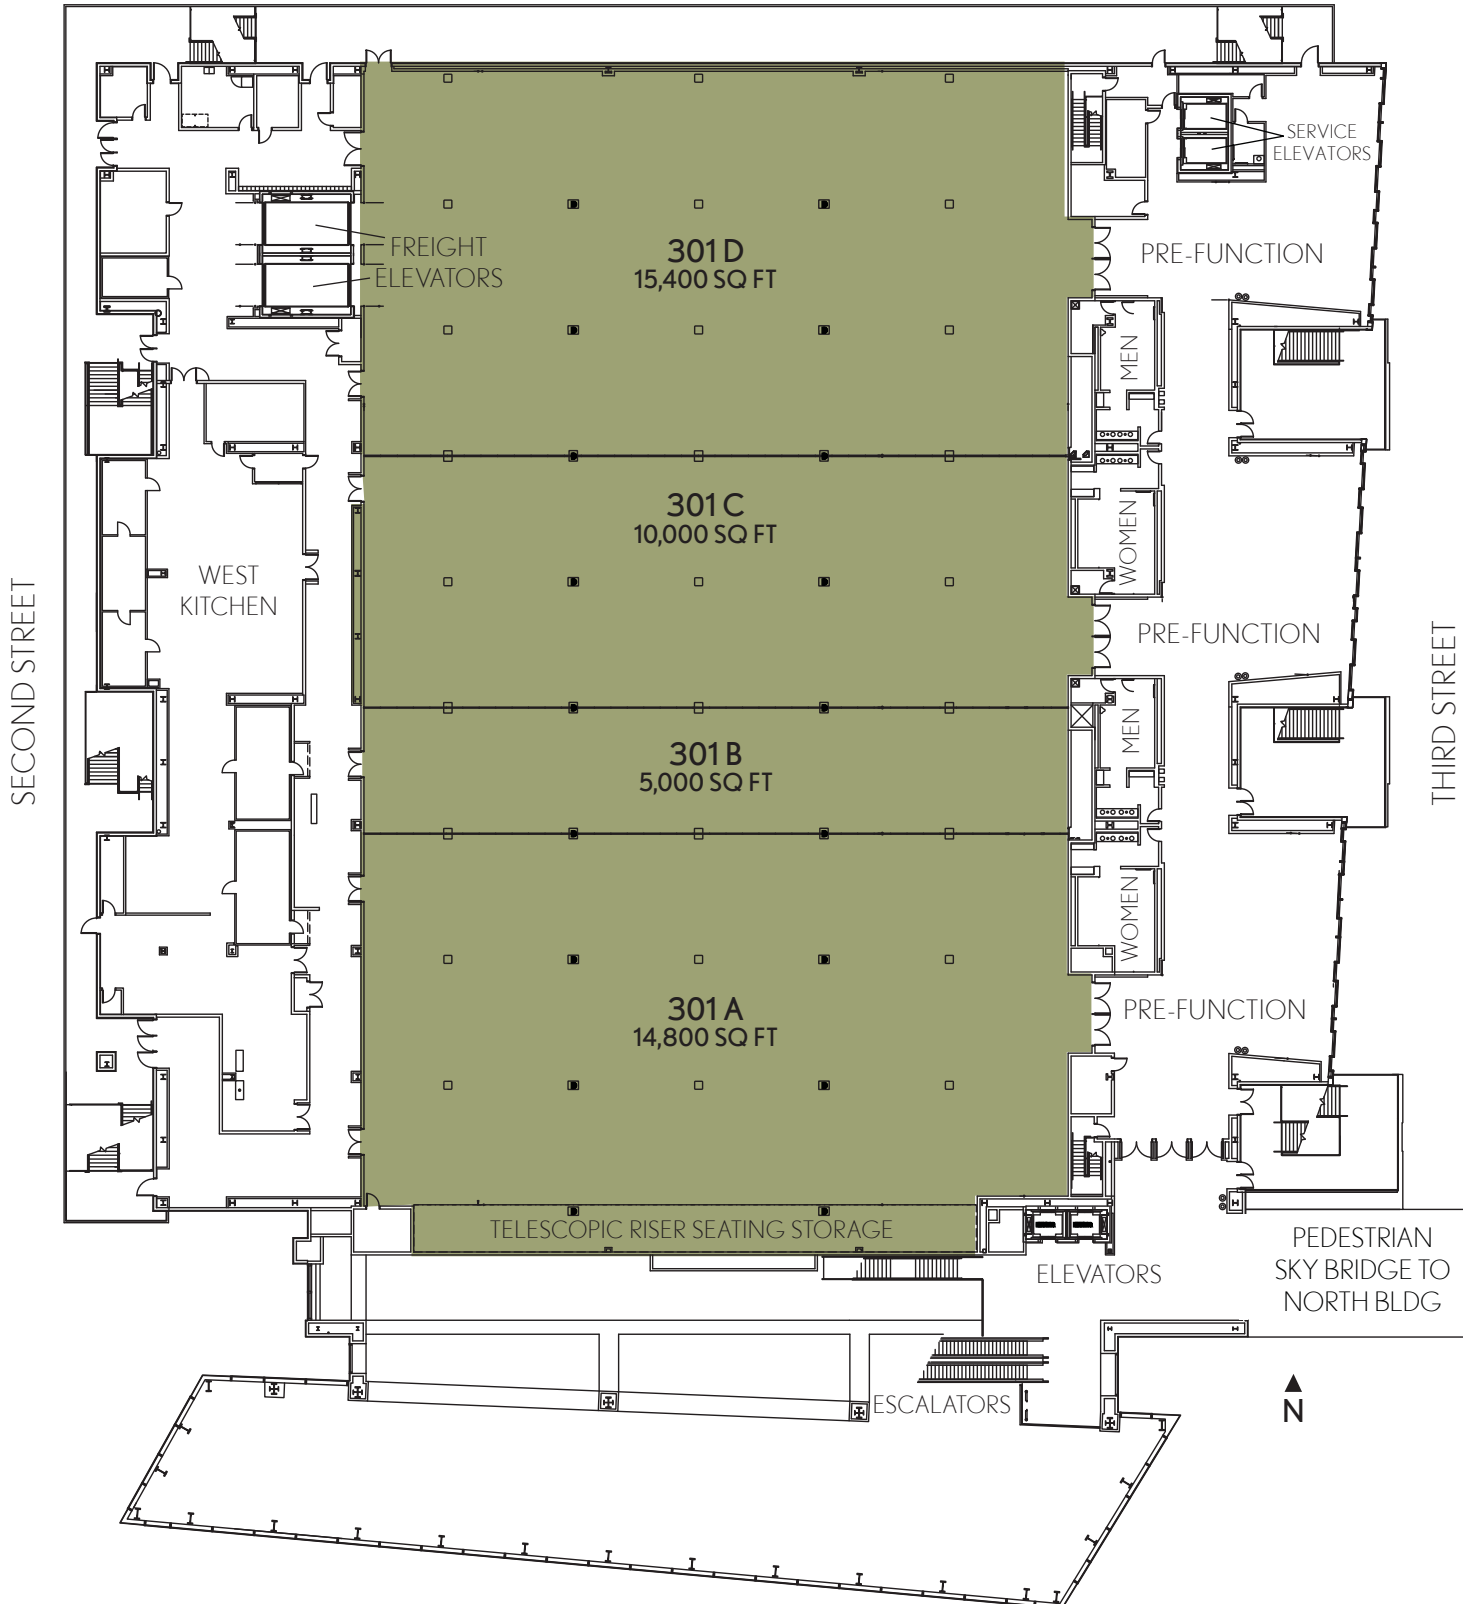 SERVICE
ELEVATORS
FREIGHT
ELEVATORS
301 D
15,400 SQ FT
PRE-FUNCTION
MEN
301 C
10,000 SQ FT
WOMEN
WEST
KITCHEN
SECOND STREET
PRE-FUNCTION
THIRD STREET
MEN
301 B
5,000 SQ FT
WOMEN
301 A
14,800 SQ FT
PRE-FUNCTION
TELESCOPIC RISER SEATING STORAGE
ELEVATORS
PEDESTRIAN
SKY BRIDGE TO
NORTH BLDG
ESCALATORS
N